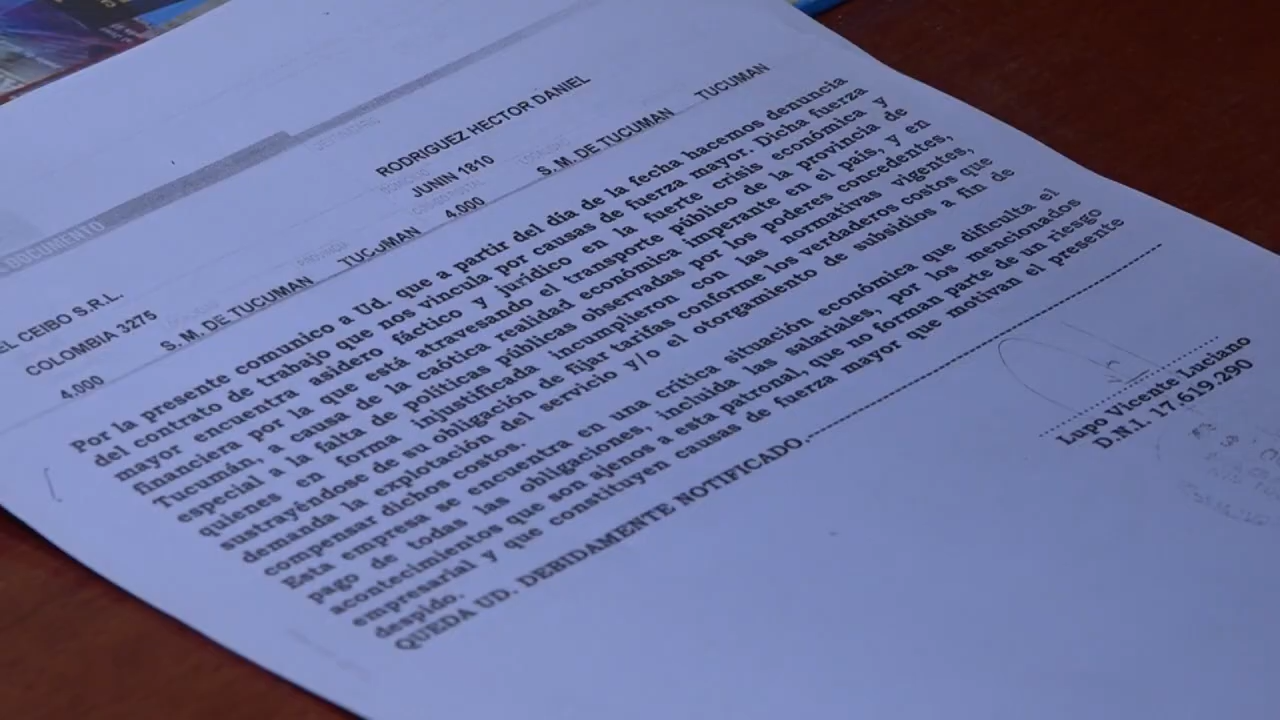 DOCUMENTO
EL CEIBO S.R.L.
RODRIGUEZ HECTOR DANIEL
COLOMBIA 3275
JUNIN 1810
4.000 S. M. DE TUCUMAN TUCuMAN
4.000 S. M. DE TUCUMAN TUCUMAN
Por la presente comunico a Ud. que a partir del día de la fecha hacemos denuncia
del contrato de trabajo que nos vincula por causas de fuerza mayor. Dicha fuerza
mayor encuentra asidero fáctico y jurídico en la fuerte crisis económica y
financiera por la que está atravesando el transporte público de la provincia de
Tucumán, a causa de la caótica realidad económica imperante en el país, y en
especial a la falta de políticas públicas observadas por los poderes concedentes,
quienes en forma injustificada incumplieron con las normativas vigentes,
sustrayéndose de su obligación de fijar tarifas conforme los verdaderos costos que
demanda la explotación del servicio y/o el otorgamiento de subsidios a fin de
compensar dichos costos.
Esta empresa se encuentra en una crítica situación económica que dificulta el
pago de todas las obligaciones, incluida las salariales, por los mencionados
acontecimientos que son ajenos a esta patronal, que no forman parte de un riesgo
empresarial y que constituyen causas de fuerza mayor que motivan el presente
despido.
QUEDA UD. DEBIDAMENTE NOTIFICADO.
Lupo Vicente Luciano
D.N.I. 17.619.290